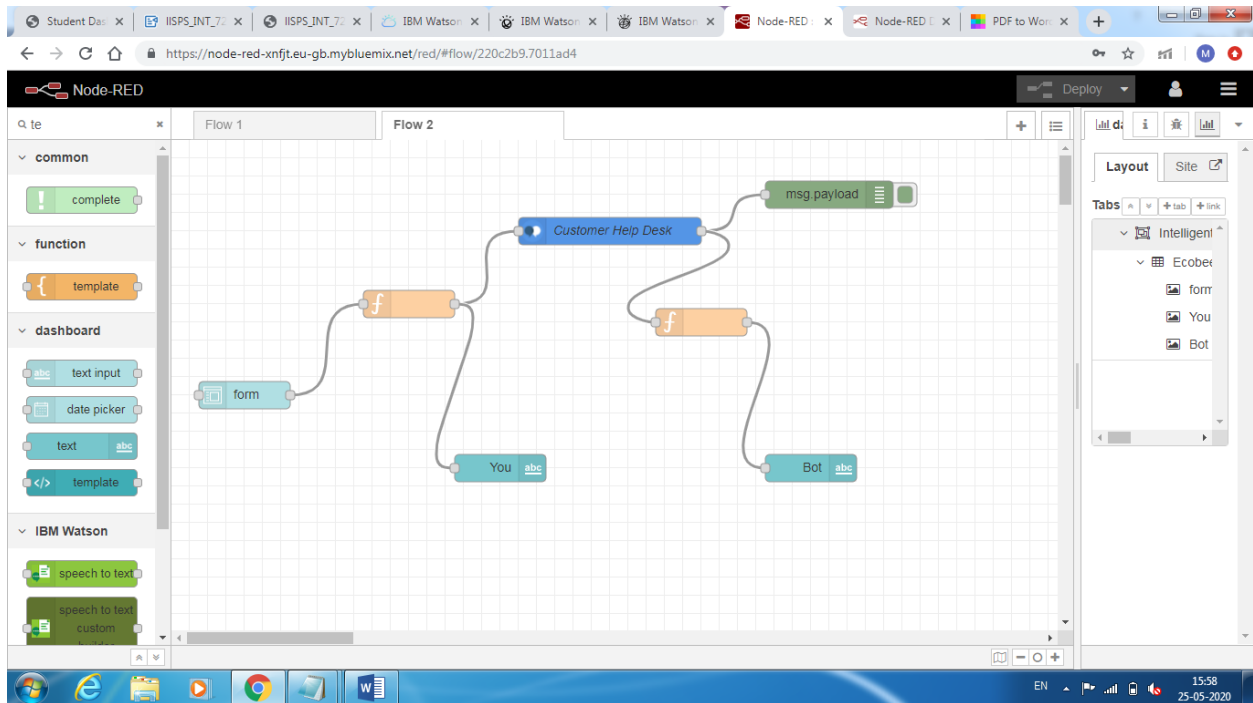 Student Das
IISPS_INT_72
IISPS_INT_72
IBM Watson
IBM Watson
IBM Watson
Node-RED :
Node-RED
PDF to Wor
https://node-red-xnfjt.eu-gb.mybluemix.net/red/#flow/220c2b9.7011ad4
M
Node-RED
Deploy
te
Flow 1
Flow 2
i
Layout
Site
Tabs
+ tab
+ link
Intelligent
Ecobee
form
You
Bot
common
complete
function
template
dashboard
abc text input
date picker
text abc
</> template
IBM Watson
speech to text
speech to text
custom
msg.payload
Customer Help Desk
f
f
form
You abc
Bot abc
EN
15:58
25-05-2020